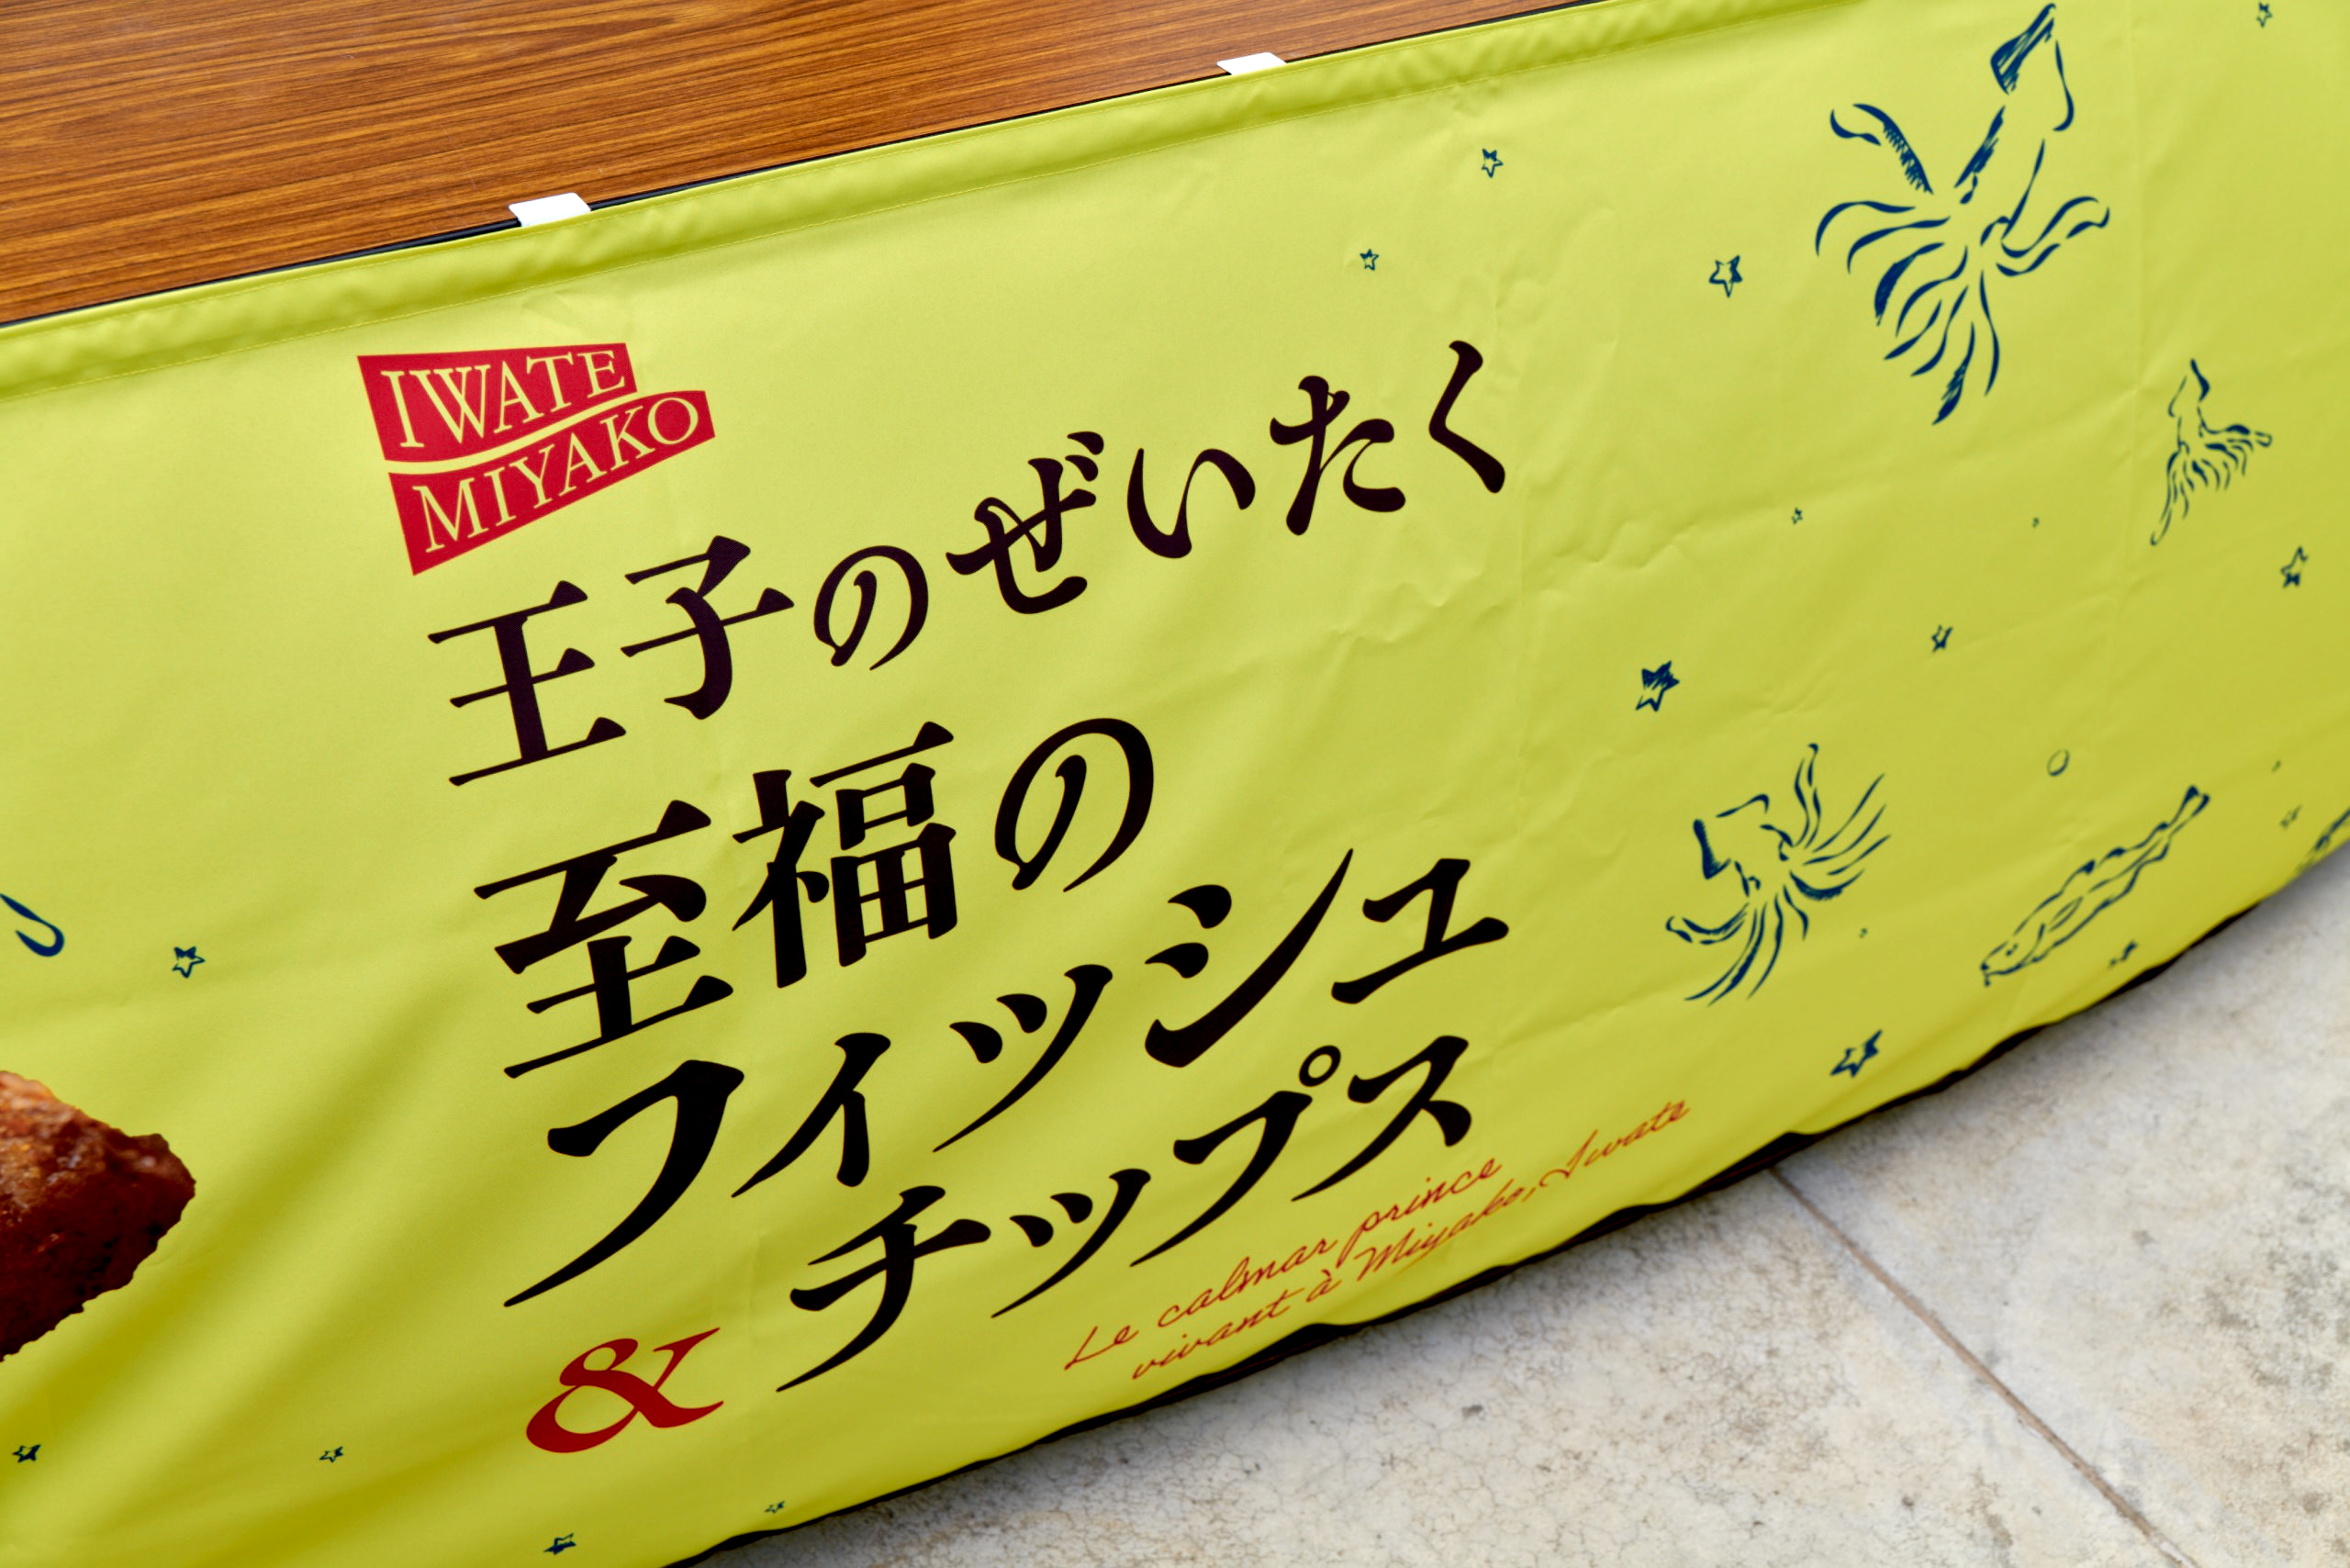 IWATE
MIYAKO
王子のぜいたく
至福の
フィッシュ
&チップス
Le calmar prince
vivant à Miyako, Iwate